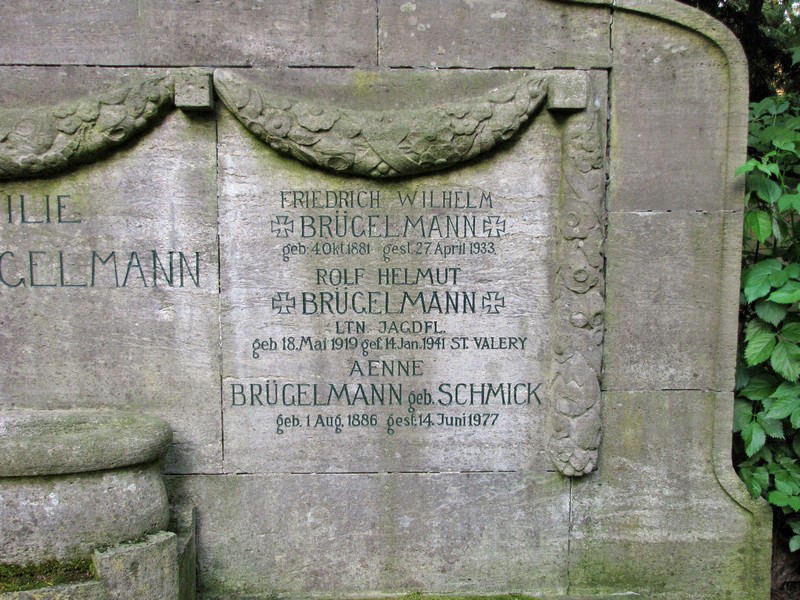 ILIE
GELMANN
FRIEDRICH WILHELM
BRÜGELMANN
geb. 4. Okt 1881 gest. 27. April 1933.
ROLF HELMUT
BRÜGELMANN
LTN. JAGDFL.
geb 18. Mai 1919 gef. 14. Jan. 1941 ST. VALERY
AENNE
BRÜGELMANN geb. SCHMICK
geb. 1 Aug. 1886 gest. 14. Juni 1977